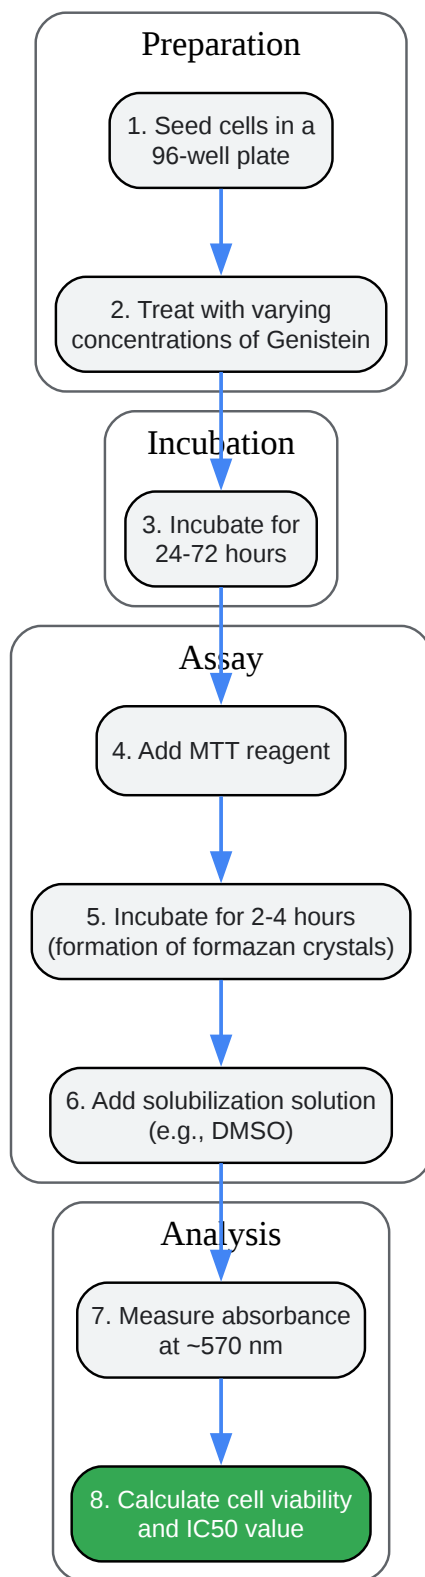 Preparation
1. Seed cells in a
96-well plate
2. Treat with varying
concentrations of Genistein
Incubation
3. Incubate for
24-72 hours
Assay
4. Add MTT reagent
5. Incubate for 2-4 hours
(formation of formazan crystals)
6. Add solubilization solution
(e.g., DMSO)
Analysis
7. Measure absorbance
at ~570 nm
8. Calculate cell viability
and IC50 value